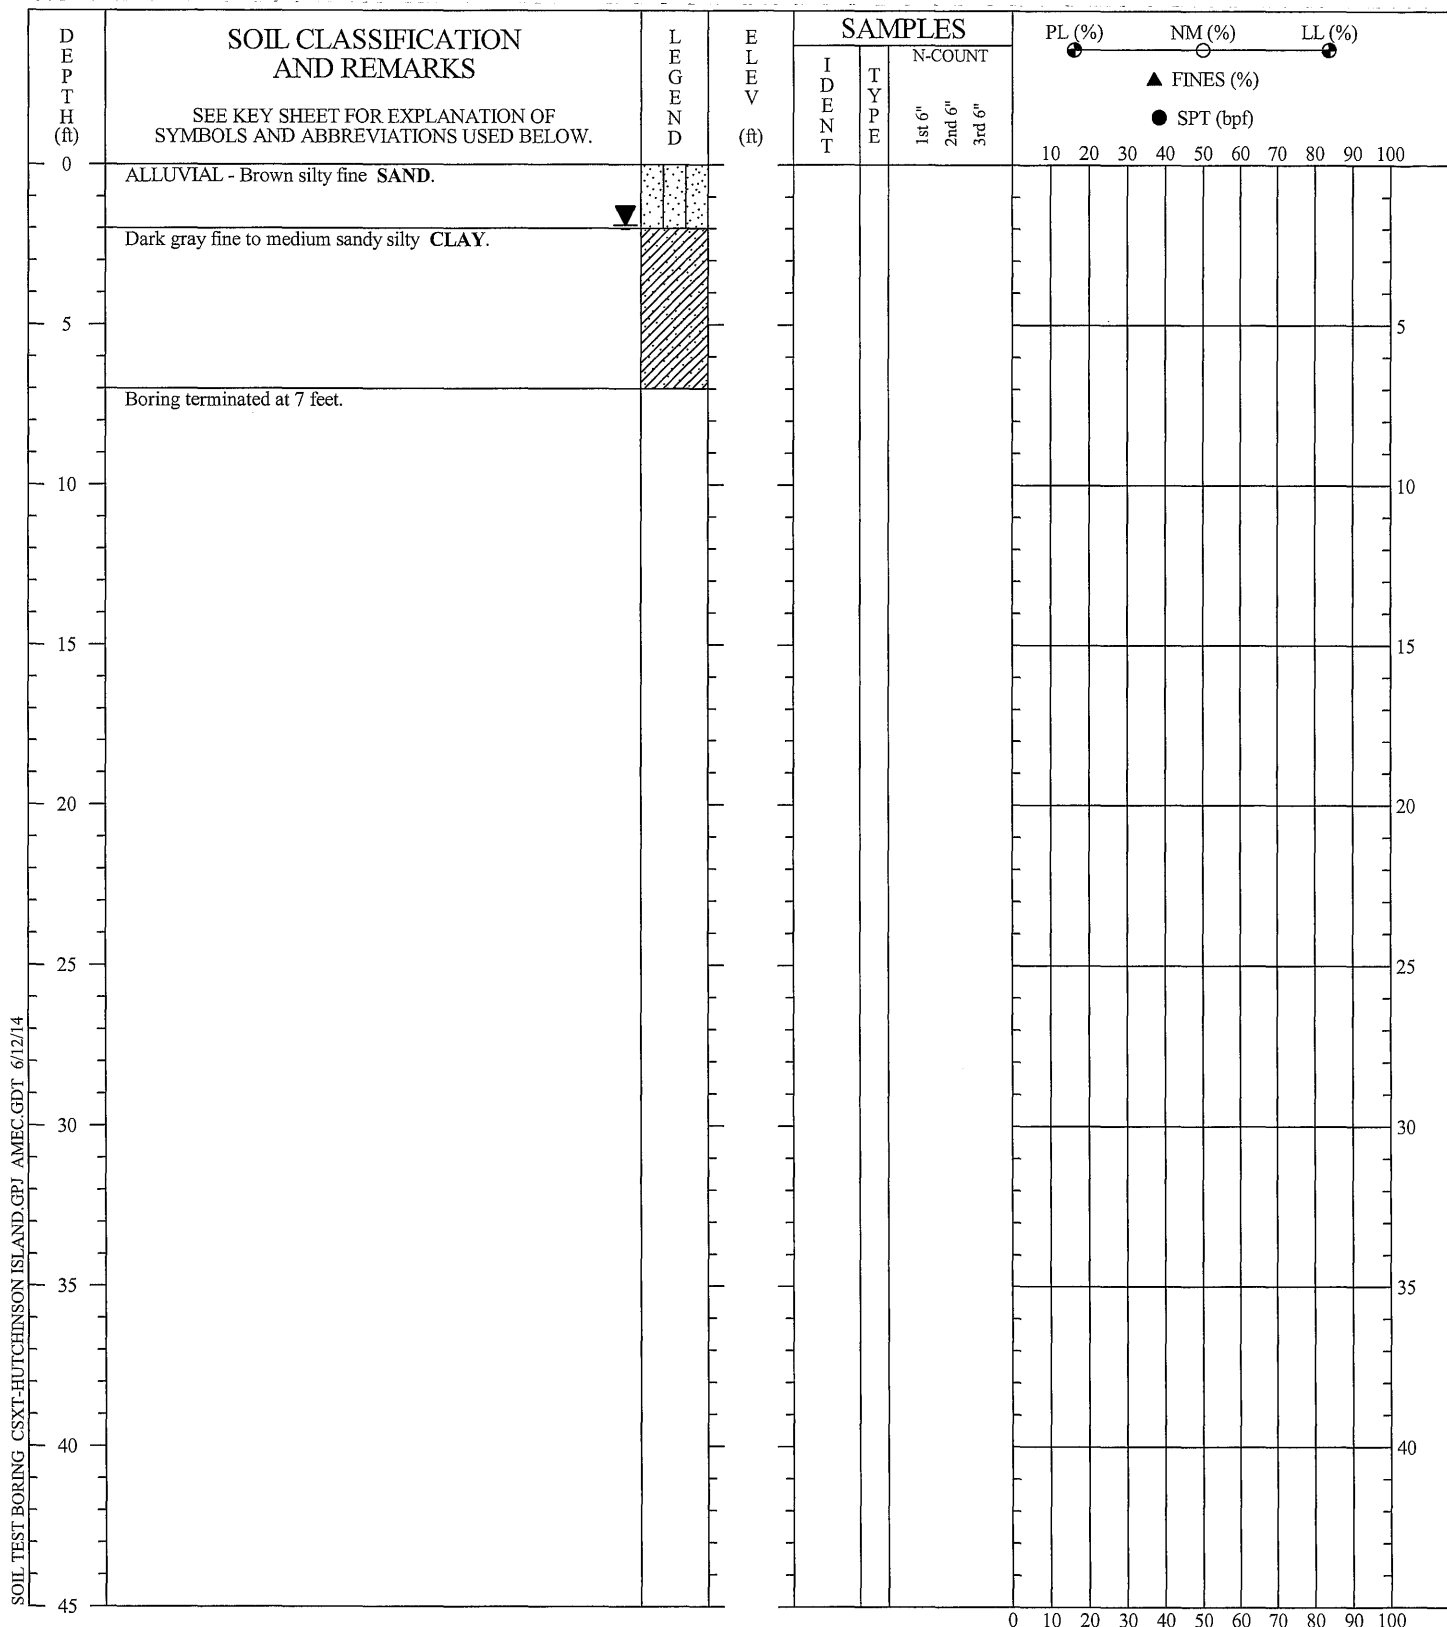 DEPTH (ft)
SOIL CLASSIFICATION
AND REMARKS
SEE KEY SHEET FOR EXPLANATION OF
SYMBOLS AND ABBREVIATIONS USED BELOW.
LEGEND
ELEV (ft)
SAMPLES
IDENT
TYPE
N-COUNT
1st 6"
2nd 6"
3rd 6"
PL (%) NM (%) LL (%)
▲ FINES (%)
● SPT (bpf)
10 20 30 40 50 60 70 80 90 100
0
ALLUVIAL - Brown silty fine SAND.
Dark gray fine to medium sandy silty CLAY.
5 5
Boring terminated at 7 feet.
10 10
15 15
20 20
25 25
30 30
35 35
40 40
45
0 10 20 30 40 50 60 70 80 90 100
SOIL TEST BORING CSXT-HUTCHINSON ISLAND.GPJ AMEC.GDT 6/12/14